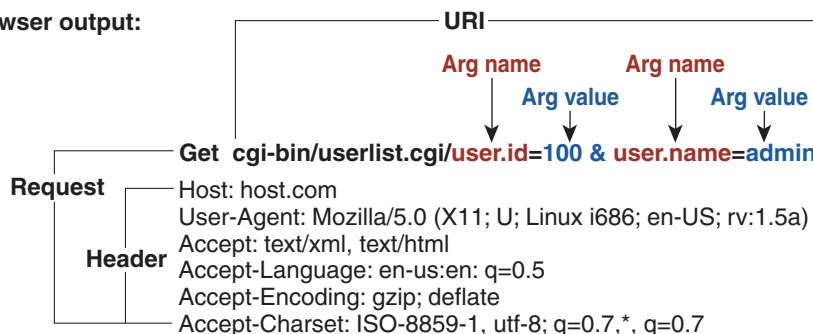 wser output:
URI
Arg name Arg name
Arg value Arg value
Get cgi-bin/userlist.cgi/user.id=100 & user.name=admin
Request
Host: host.com
User-Agent: Mozilla/5.0 (X11; U; Linux i686; en-US; rv:1.5a)
Header
Accept: text/xml, text/html
Accept-Language: en-us:en: q=0.5
Accept-Encoding: gzip; deflate
Accept-Charset: ISO-8859-1, utf-8; q=0.7,*, q=0.7